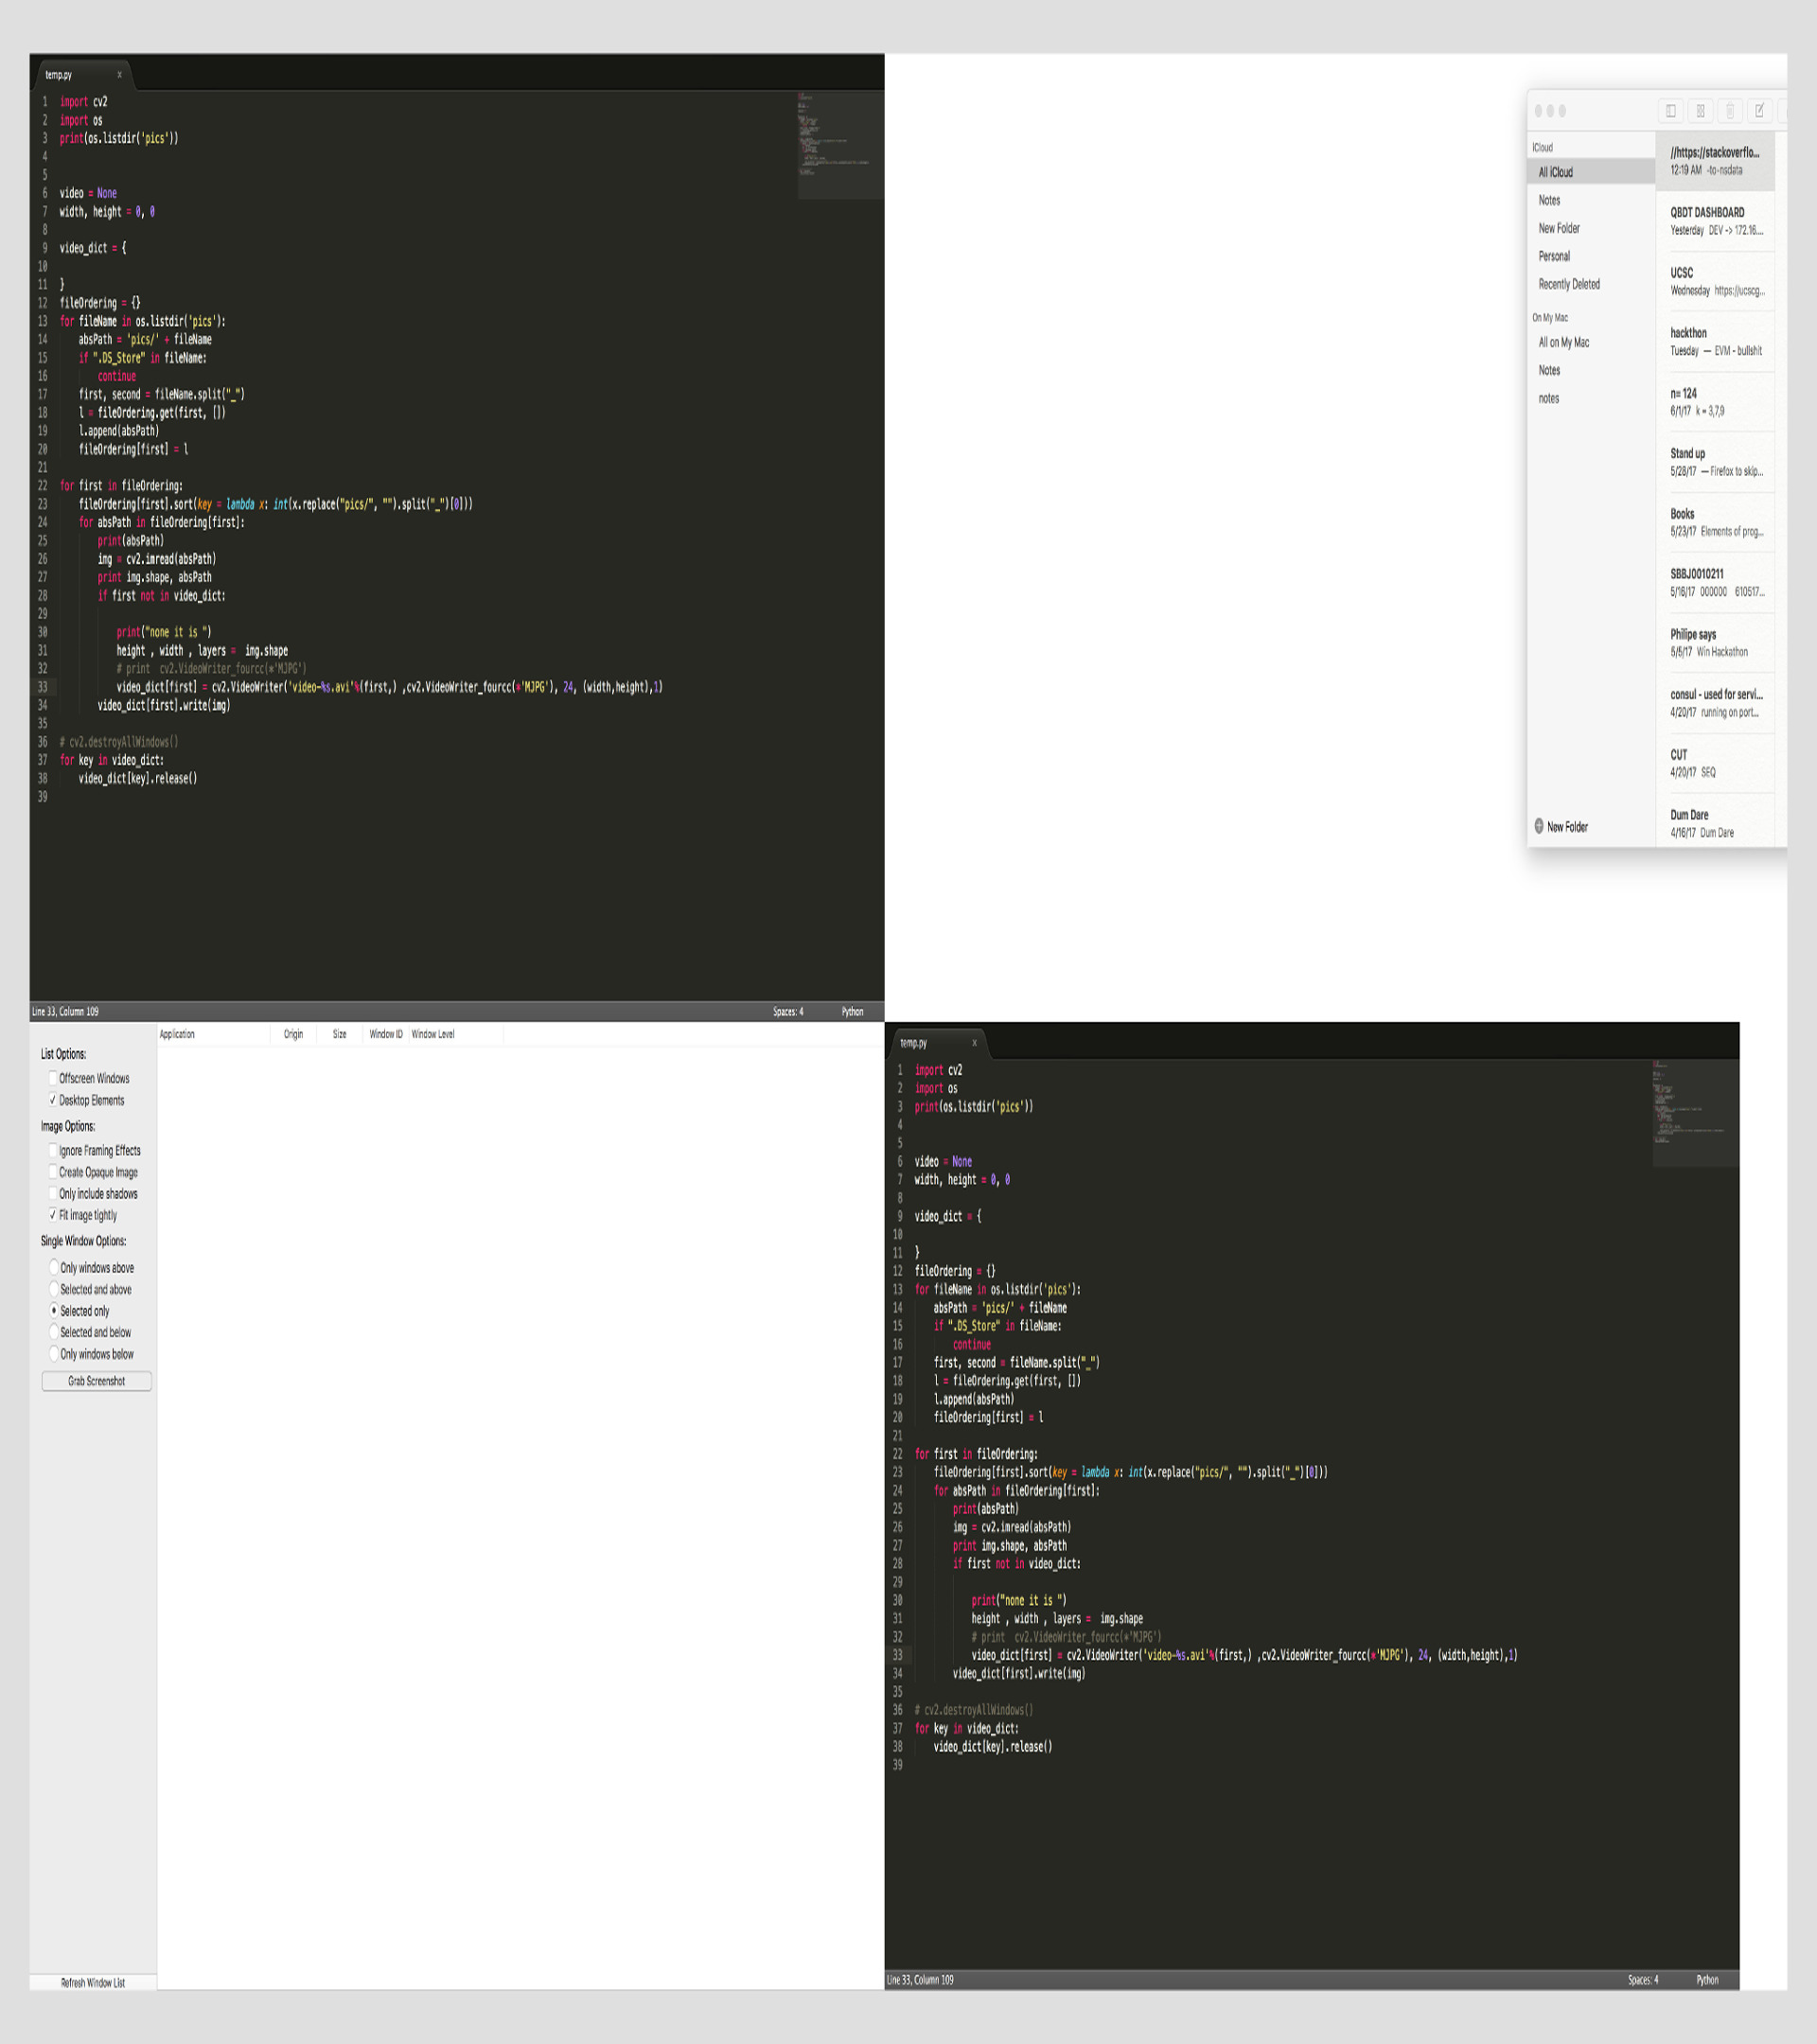 temp.py x
1 import cv2
2 import os
3 print(os.listdir('pics'))
4
5
6 video = None
7 width, height = 0, 0
8
9 video_dict = {
10
11 }
12 fileOrdering = {}
13 for fileName in os.listdir('pics'):
14 absPath = 'pics/' + fileName
15 if ".DS_Store" in fileName:
16 continue
17 first, second = fileName.split("_")
18 l = fileOrdering.get(first, [])
19 l.append(absPath)
20 fileOrdering[first] = l
21
22 for first in fileOrdering:
23 fileOrdering[first].sort(key = lambda x: int(x.replace("pics/", "").split("_")[0]))
24 for absPath in fileOrdering[first]:
25 print(absPath)
26 img = cv2.imread(absPath)
27 print img.shape, absPath
28 if first not in video_dict:
29
30 print("none it is ")
31 height , width , layers =  img.shape
32 # print  cv2.VideoWriter_fourcc(*'MJPG')
33 video_dict[first] = cv2.VideoWriter('video-%s.avi'%(first,) ,cv2.VideoWriter_fourcc(*'MJPG'), 24, (width,height),1)
34 video_dict[first].write(img)
35
36 # cv2.destroyAllWindows()
37 for key in video_dict:
38 video_dict[key].release()
39
Line 33, Column 109 Spaces: 4 Python
iCloud
All iCloud
Notes
New Folder
Personal
Recently Deleted
On My Mac
All on My Mac
Notes
notes
New Folder
//https://stackoverflo...
12:19 AM -to-nsdata
QBDT DASHBOARD
Yesterday DEV -> 172.16....
UCSC
Wednesday https://ucscg...
hackthon
Tuesday — EVM - bullshit
n= 124
6/1/17 k = 3,7,9
Stand up
5/28/17 — Firefox to skip...
Books
5/23/17 Elements of prog...
SBBJ0010211
5/16/17 000000 610517...
Philipe says
5/5/17 Win Hackathon
consul - used for servi...
4/20/17 running on port...
CUT
4/20/17 SEQ
Dum Dare
4/16/17 Dum Dare
Application Origin Size Window ID Window Level
List Options:
Offscreen Windows
Desktop Elements
Image Options:
Ignore Framing Effects
Create Opaque Image
Only include shadows
Fit image tightly
Single Window Options:
Only windows above
Selected and above
Selected only
Selected and below
Only windows below
Grab Screenshot
Refresh Window List
temp.py x
1 import cv2
2 import os
3 print(os.listdir('pics'))
4
5
6 video = None
7 width, height = 0, 0
8
9 video_dict = {
10
11 }
12 fileOrdering = {}
13 for fileName in os.listdir('pics'):
14 absPath = 'pics/' + fileName
15 if ".DS_Store" in fileName:
16 continue
17 first, second = fileName.split("_")
18 l = fileOrdering.get(first, [])
19 l.append(absPath)
20 fileOrdering[first] = l
21
22 for first in fileOrdering:
23 fileOrdering[first].sort(key = lambda x: int(x.replace("pics/", "").split("_")[0]))
24 for absPath in fileOrdering[first]:
25 print(absPath)
26 img = cv2.imread(absPath)
27 print img.shape, absPath
28 if first not in video_dict:
29
30 print("none it is ")
31 height , width , layers =  img.shape
32 # print  cv2.VideoWriter_fourcc(*'MJPG')
33 video_dict[first] = cv2.VideoWriter('video-%s.avi'%(first,) ,cv2.VideoWriter_fourcc(*'MJPG'), 24, (width,height),1)
34 video_dict[first].write(img)
35
36 # cv2.destroyAllWindows()
37 for key in video_dict:
38 video_dict[key].release()
39
Line 33, Column 109 Spaces: 4 Python